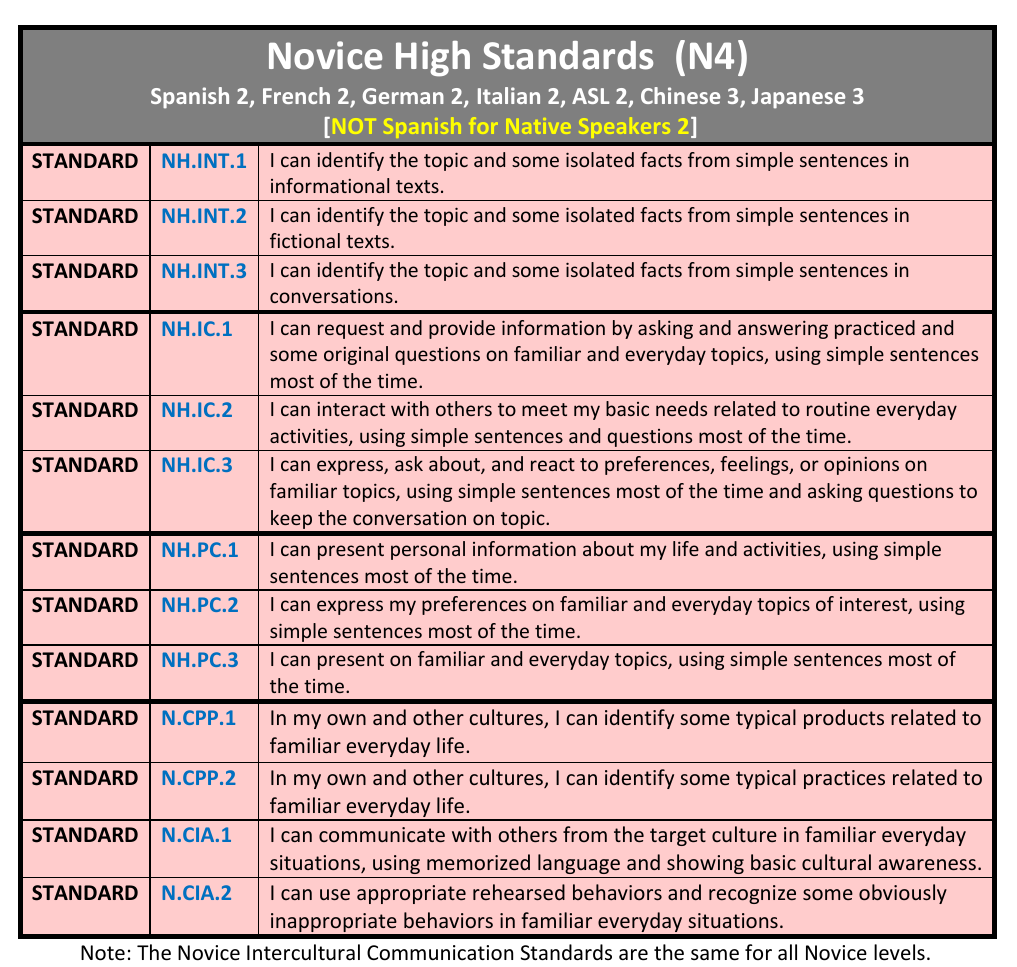 Novice High Standards (N4)
Spanish 2, French 2, German 2, Italian 2, ASL 2, Chinese 3, Japanese 3
[NOT Spanish for Native Speakers 2]
STANDARD NH.INT.1 I can identify the topic and some isolated facts from simple sentences in
informational texts.
STANDARD NH.INT.2 I can identify the topic and some isolated facts from simple sentences in
fictional texts.
STANDARD NH.INT.3 I can identify the topic and some isolated facts from simple sentences in
conversations.
STANDARD NH.IC.1 I can request and provide information by asking and answering practiced and
some original questions on familiar and everyday topics, using simple sentences
most of the time.
STANDARD NH.IC.2 I can interact with others to meet my basic needs related to routine everyday
activities, using simple sentences and questions most of the time.
STANDARD NH.IC.3 I can express, ask about, and react to preferences, feelings, or opinions on
familiar topics, using simple sentences most of the time and asking questions to
keep the conversation on topic.
STANDARD NH.PC.1 I can present personal information about my life and activities, using simple
sentences most of the time.
STANDARD NH.PC.2 I can express my preferences on familiar and everyday topics of interest, using
simple sentences most of the time.
STANDARD NH.PC.3 I can present on familiar and everyday topics, using simple sentences most of
the time.
STANDARD N.CPP.1 In my own and other cultures, I can identify some typical products related to
familiar everyday life.
STANDARD N.CPP.2 In my own and other cultures, I can identify some typical practices related to
familiar everyday life.
STANDARD N.CIA.1 I can communicate with others from the target culture in familiar everyday
situations, using memorized language and showing basic cultural awareness.
STANDARD N.CIA.2 I can use appropriate rehearsed behaviors and recognize some obviously
inappropriate behaviors in familiar everyday situations.
Note: The Novice Intercultural Communication Standards are the same for all Novice levels.